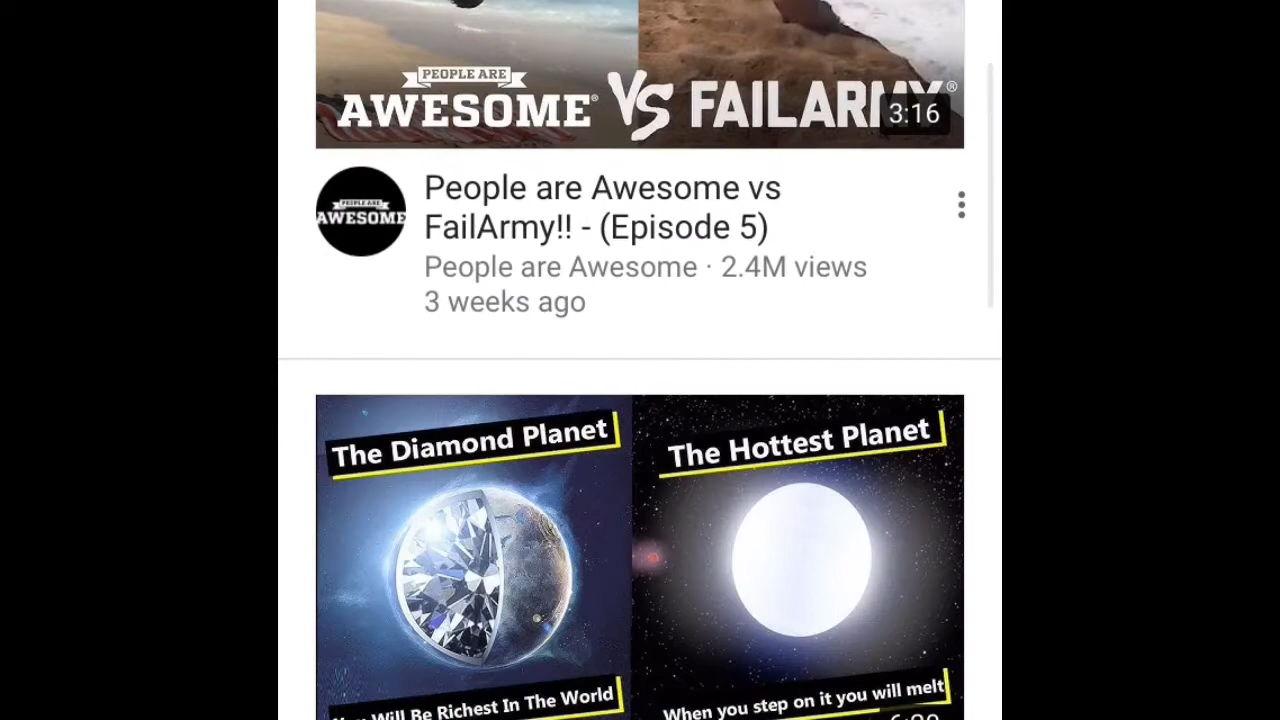 PEOPLE ARE
AWESOME® VS FAILARMY®
3:16
PEOPLE ARE
AWESOME
People are Awesome vs
FailArmy!! - (Episode 5)
People are Awesome · 2.4M views
3 weeks ago
The Diamond Planet
The Hottest Planet
Will Be Richest In The World
When you step on it you will melt